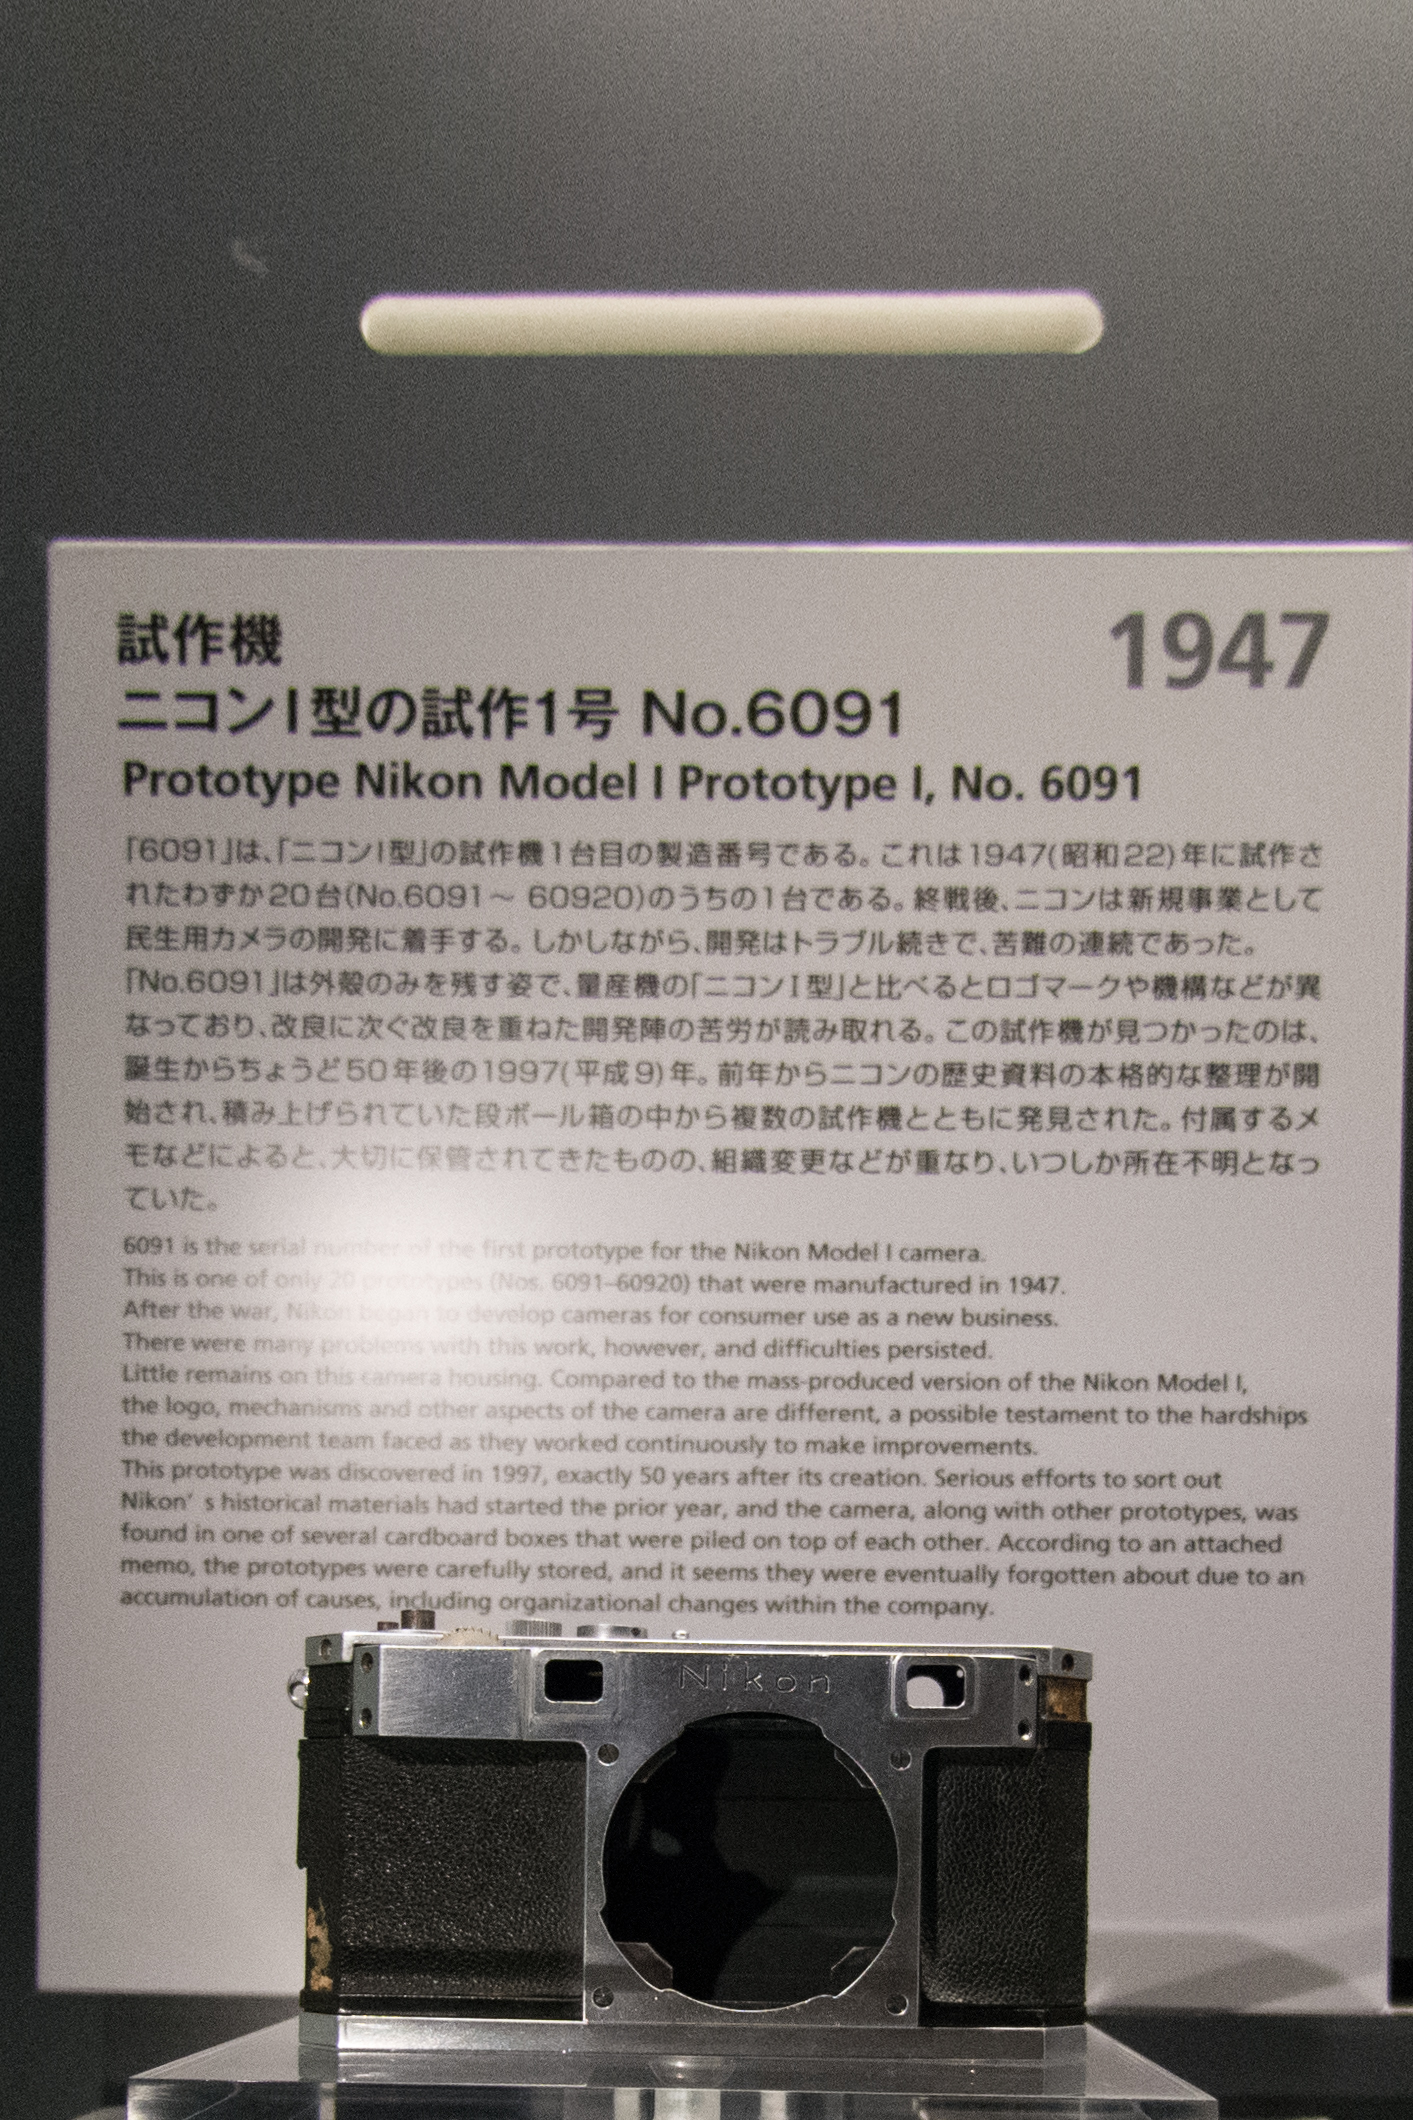 試作機
1947
ニコンI型の試作1号 No.6091
Prototype Nikon Model I Prototype I, No. 6091
「6091」は、「ニコンI型」の試作機1台目の製造番号である。これは1947(昭和22)年に試作さ
れたわずか20台(No.6091～ 60920)のうちの1台である。終戦後、ニコンは新規事業として
民生用カメラの開発に着手する。しかしながら、開発はトラブル続きで、苦難の連続であった。
「No.6091」は外殻のみを残す姿で、量産機の「ニコンI型」と比べるとロゴマークや機構などが異
なっており、改良に次ぐ改良を重ねた開発陣の苦労が読み取れる。この試作機が見つかったのは、
誕生からちょうど50年後の1997(平成9)年。前年からニコンの歴史資料の本格的な整理が開
始され、積み上げられていた段ボール箱の中から複数の試作機とともに発見された。付属するメ
モなどによると、大切に保管されてきたものの、組織変更などが重なり、いつしか所在不明となっ
ていた。
6091 is the serial number of the first prototype for the Nikon Model I camera.
This is one of only 20 prototypes (Nos. 6091–60920) that were manufactured in 1947.
After the war, Nikon began to develop cameras for consumer use as a new business.
There were many problems with this work, however, and difficulties persisted.
Little remains on this camera housing. Compared to the mass-produced version of the Nikon Model I,
the logo, mechanisms and other aspects of the camera are different, a possible testament to the hardships
the development team faced as they worked continuously to make improvements.
This prototype was discovered in 1997, exactly 50 years after its creation. Serious efforts to sort out
Nikon’ s historical materials had started the prior year, and the camera, along with other prototypes, was
found in one of several cardboard boxes that were piled on top of each other. According to an attached
memo, the prototypes were carefully stored, and it seems they were eventually forgotten about due to an
accumulation of causes, including organizational changes within the company.
Nikon